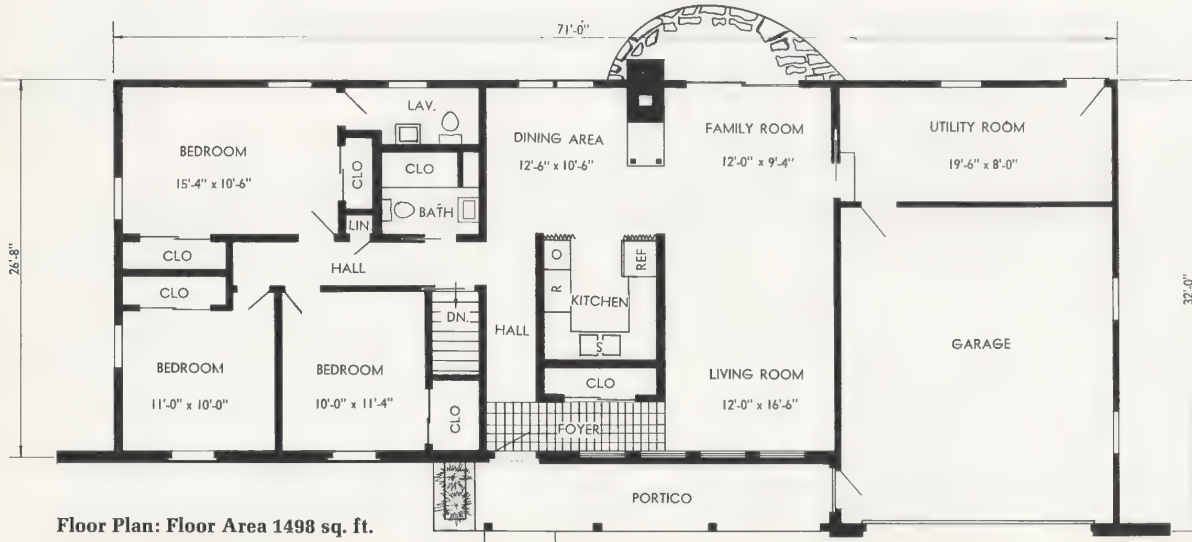 71'-0"
LAV.
BEDROOM
15'-4" x 10'-6"
CLO
CLO
BATH
LIN.
DINING AREA
12'-6" x 10'-6"
FAMILY ROOM
12'-0" x 9'-4"
UTILITY ROOM
19'-6" x 8'-0"
26'-8"
32'-0"
CLO
HALL
CLO
O
REF
R
KITCHEN
S
DN.
HALL
GARAGE
BEDROOM
11'-0" x 10'-0"
BEDROOM
10'-0" x 11'-4"
CLO
CLO
LIVING ROOM
12'-0" x 16'-6"
FOYER
PORTICO
Floor Plan: Floor Area 1498 sq. ft.